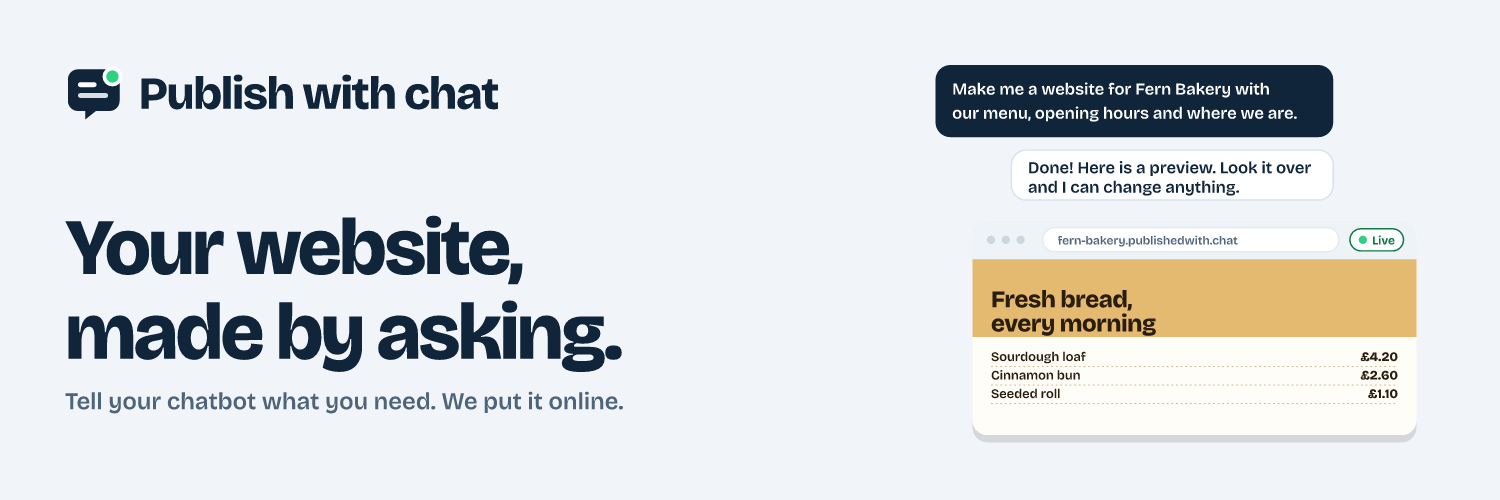 Publish with chat
Your website,
made by asking.
Tell your chatbot what you need. We put it online.
Make me a website for Fern Bakery with
our menu, opening hours and where we are.
Done! Here is a preview. Look it over
and I can change anything.
fern-bakery.publishedwith.chat
Live
Fresh bread,
every morning
Sourdough loaf £4.20
Cinnamon bun £2.60
Seeded roll £1.10